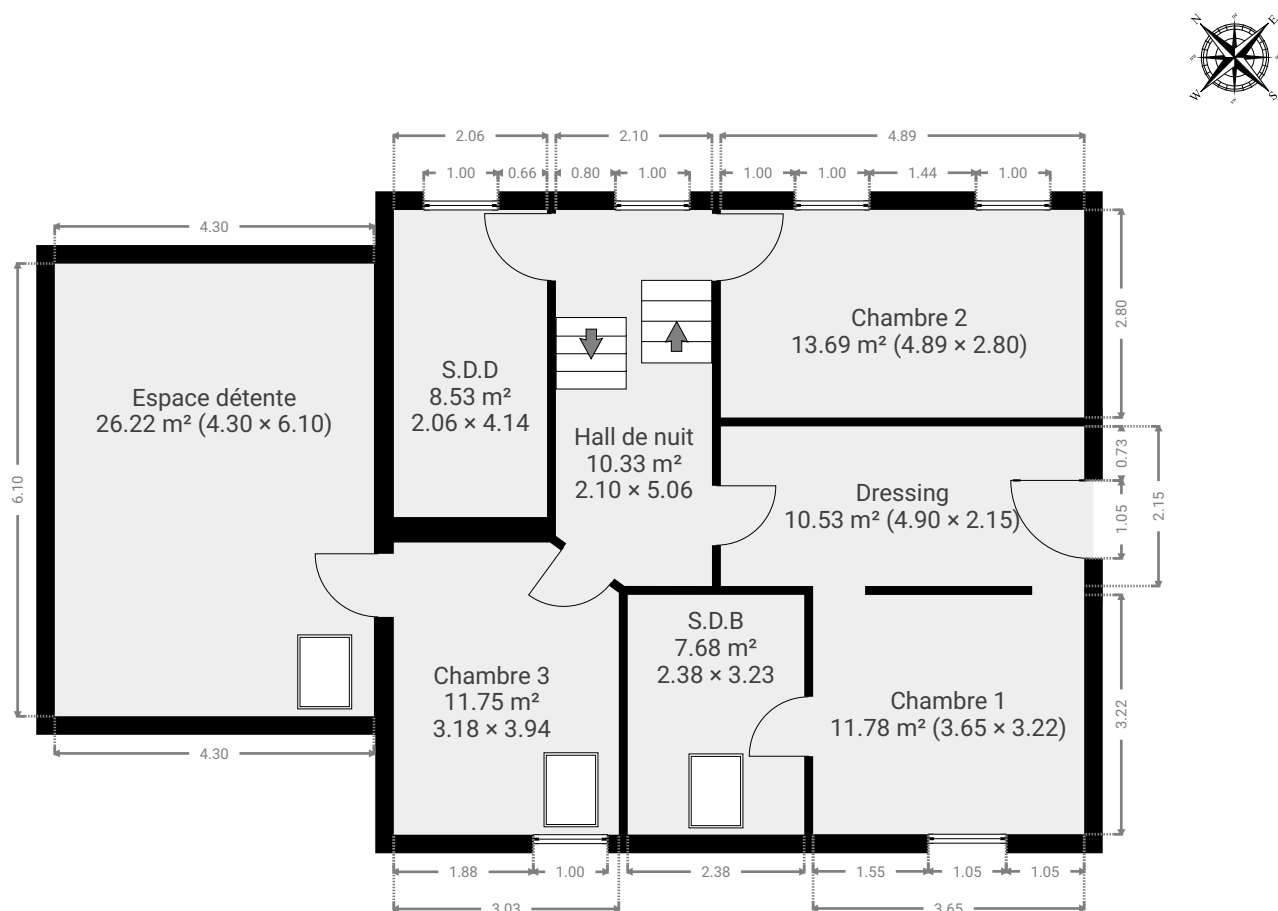 N
E
W
S
2.06
2.10
4.89
1.00
0.66
0.80
1.00
1.00
1.00
1.44
1.00
4.30
6.10
Espace détente
26.22 m² (4.30 × 6.10)
S.D.D
8.53 m²
2.06 × 4.14
Hall de nuit
10.33 m²
2.10 × 5.06
Chambre 2
13.69 m² (4.89 × 2.80)
2.80
Dressing
10.53 m² (4.90 × 2.15)
0.73
1.05
2.15
Chambre 3
11.75 m²
3.18 × 3.94
S.D.B
7.68 m²
2.38 × 3.23
Chambre 1
11.78 m² (3.65 × 3.22)
3.22
4.30
1.88
1.00
2.38
1.55
1.05
1.05
3.03
3.65